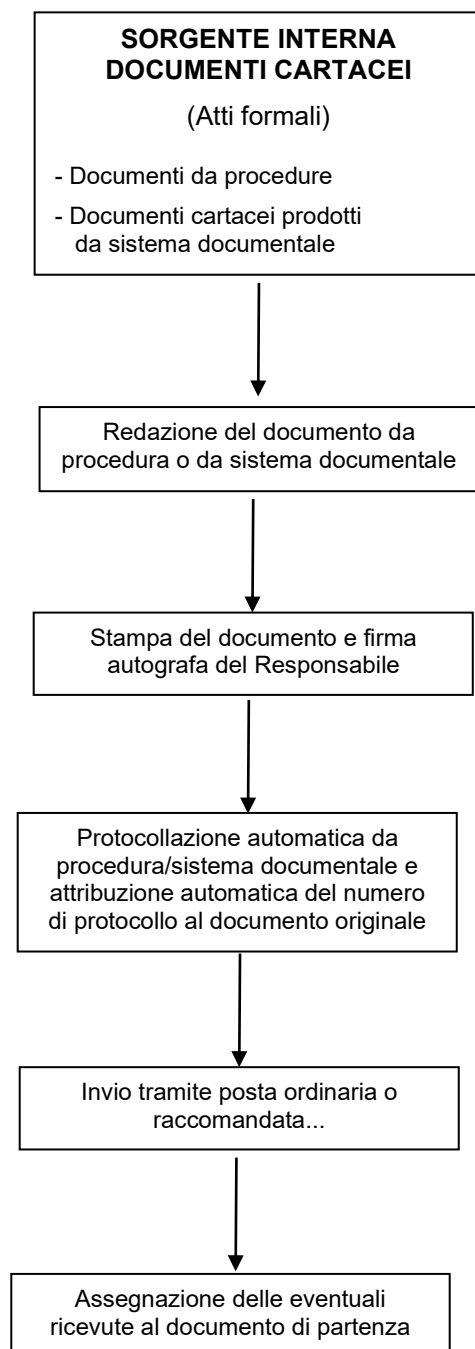 SORGENTE INTERNA
DOCUMENTI CARTACEI
(Atti formali)
- Documenti da procedure
- Documenti cartacei prodotti
da sistema documentale
Redazione del documento da
procedura o da sistema documentale
Stampa del documento e firma
autografa del Responsabile
Protocollazione automatica da
procedura/sistema documentale e
attribuzione automatica del numero
di protocollo al documento originale
Invio tramite posta ordinaria o
raccomandata...
Assegnazione delle eventuali
ricevute al documento di partenza